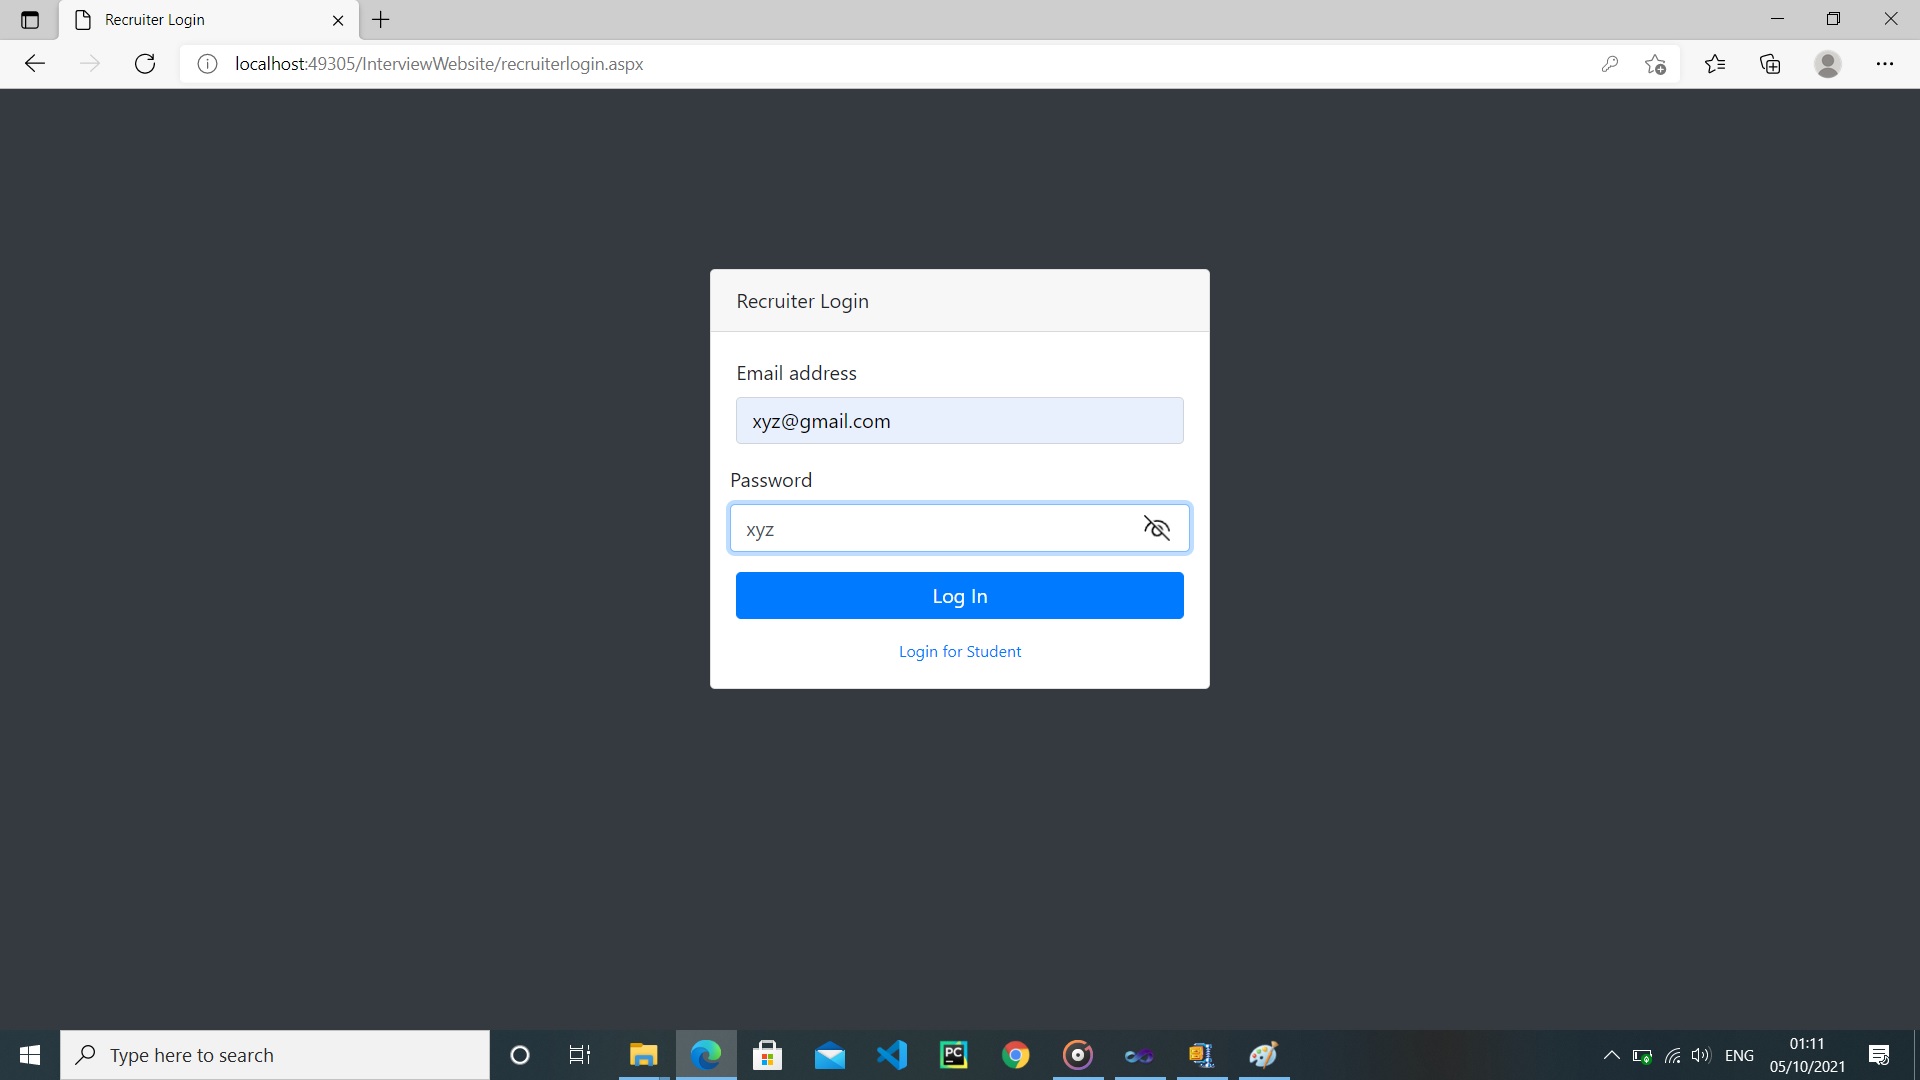 Recruiter Login
localhost:49305/InterviewWebsite/recruiterlogin.aspx
Recruiter Login
Email address
xyz@gmail.com
Password
xyz
Log In
Login for Student
Type here to search
PC
ENG
01:11
05/10/2021